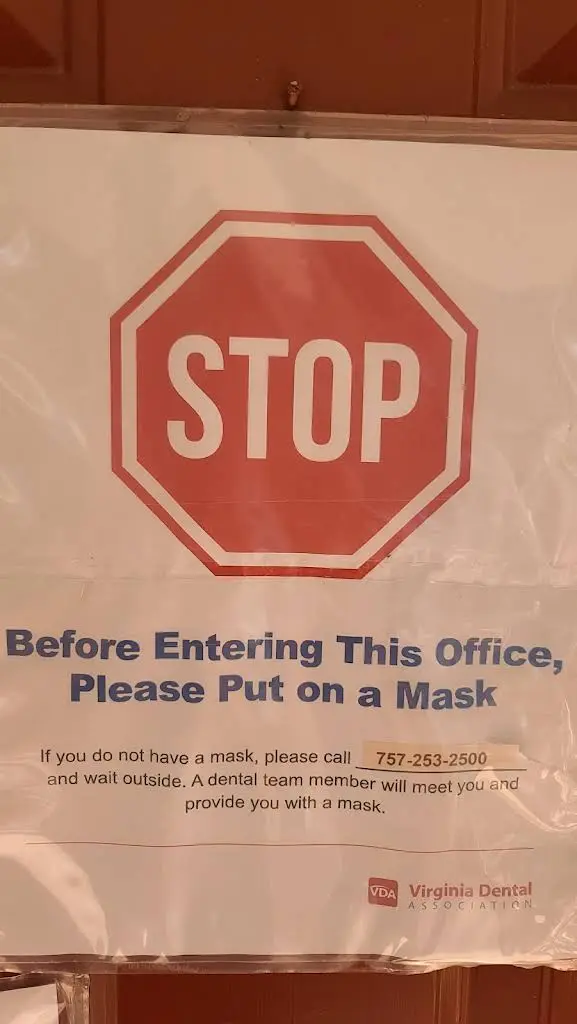 STOP
Before Entering This Office,
Please Put on a Mask
If you do not have a mask, please call 757-253-2500
and wait outside. A dental team member will meet you and
provide you with a mask.
VDA Virginia Dental
ASSOCIATION